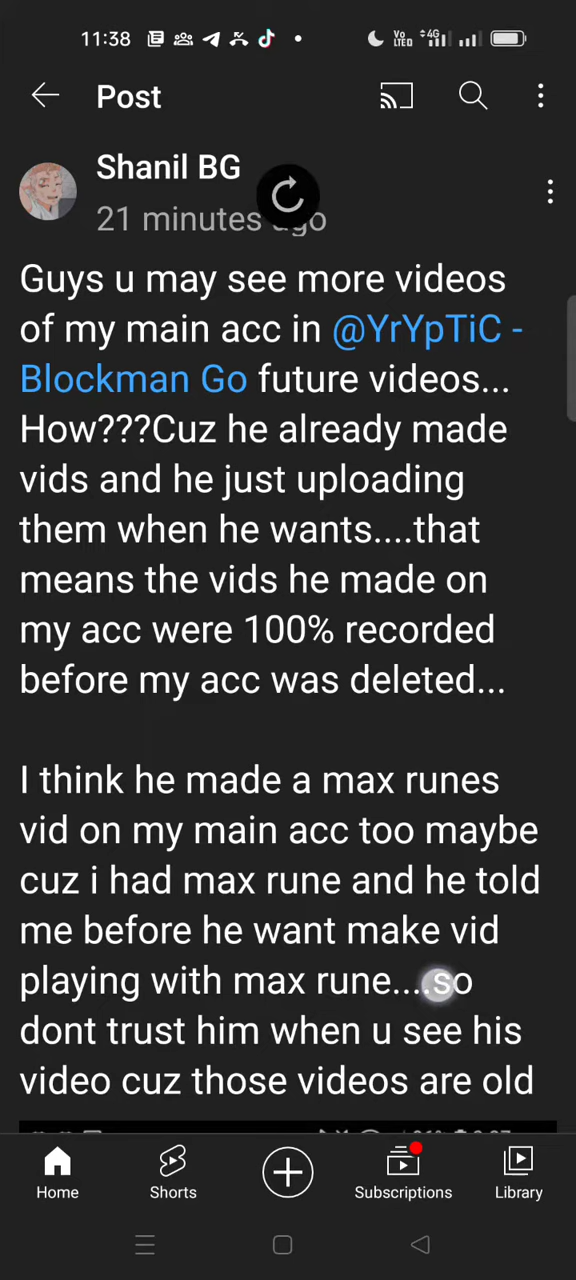 11:38
Vo LTED 4G
Post
Shanil BG
21 minutes ago
Guys u may see more videos
of my main acc in @YrYpTiC -
Blockman Go future videos...
How???Cuz he already made
vids and he just uploading
them when he wants....that
means the vids he made on
my acc were 100% recorded
before my acc was deleted...
I think he made a max runes
vid on my main acc too maybe
cuz i had max rune and he told
me before he want make vid
playing with max rune....so
dont trust him when u see his
video cuz those videos are old
Home
Shorts
Subscriptions
Library